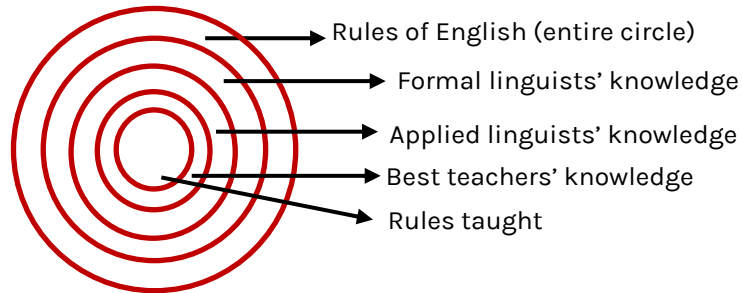 Rules of English (entire circle)
Formal linguists’ knowledge
Applied linguists’ knowledge
Best teachers’ knowledge
Rules taught